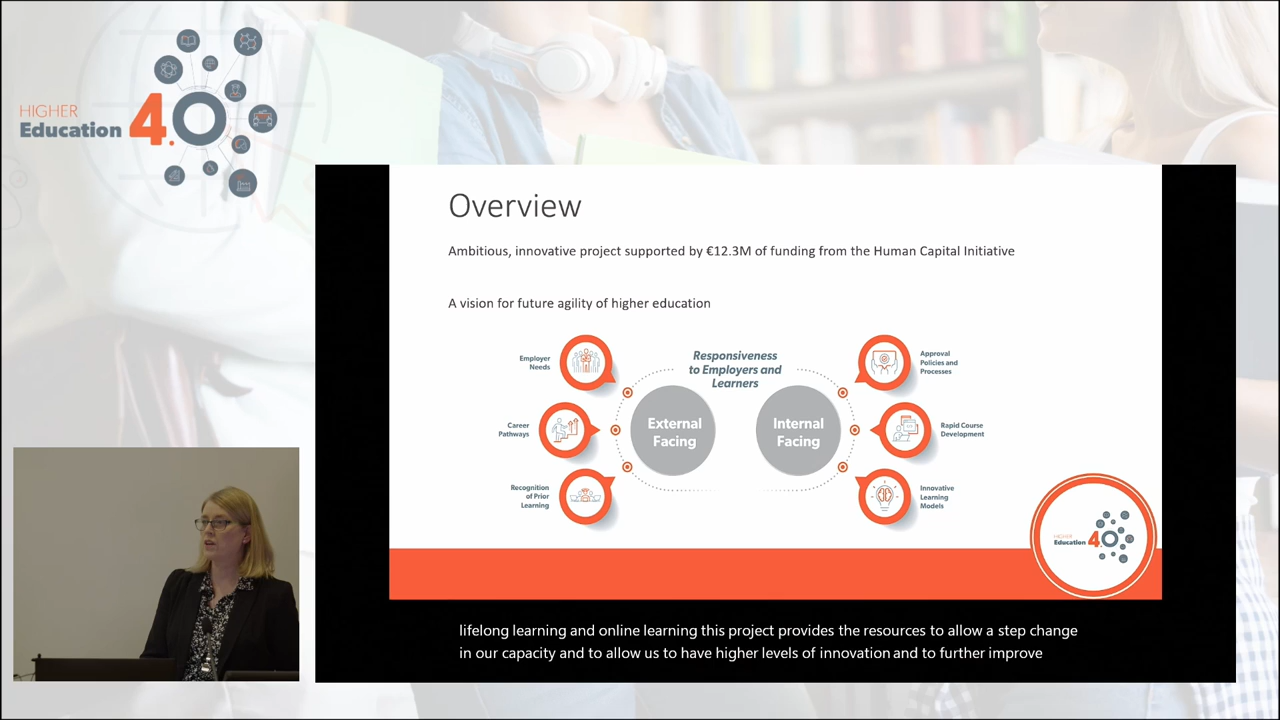 HIGHER
Education 4.0
Overview
Ambitious, innovative project supported by €12.3M of funding from the Human Capital Initiative
A vision for future agility of higher education
Responsiveness
to Employers and
Learners
Employer
Needs
Career
Pathways
Recognition
of Prior
Learning
External
Facing
Internal
Facing
Approval
Policies and
Processes
Rapid Course
Development
Innovative
Learning
Models
HIGHER
Education 4.0
lifelong learning and online learning this project provides the resources to allow a step change
in our capacity and to allow us to have higher levels of innovation and to further improve